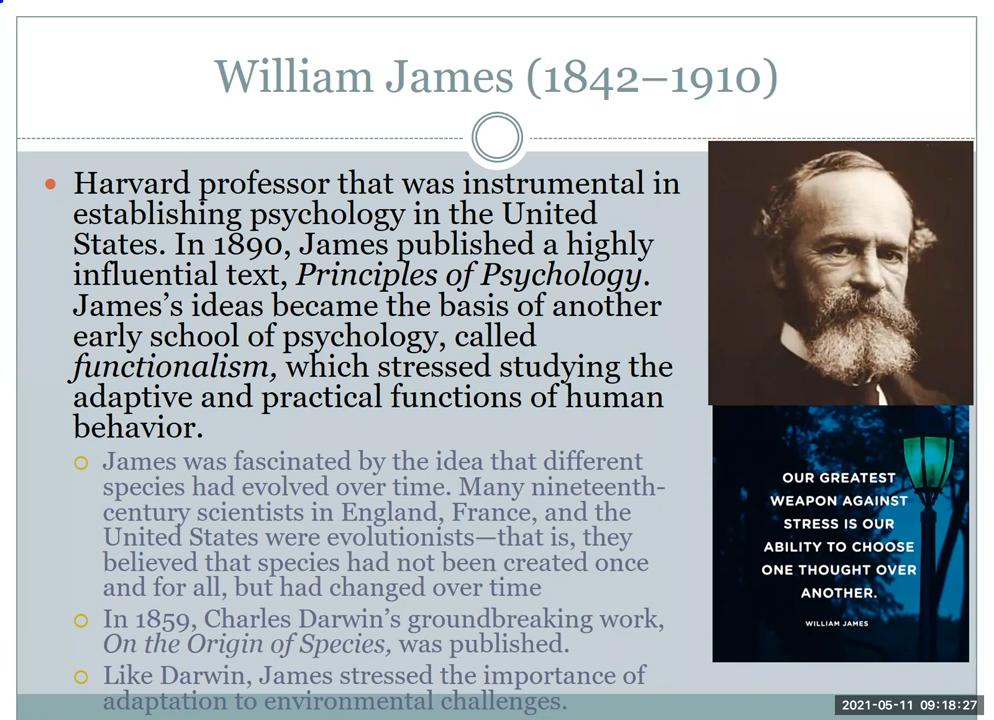 William James (1842–1910)
Harvard professor that was instrumental in
establishing psychology in the United
States. In 1890, James published a highly
influential text, Principles of Psychology.
James’s ideas became the basis of another
early school of psychology, called
functionalism, which stressed studying the
adaptive and practical functions of human
behavior.
James was fascinated by the idea that different
species had evolved over time. Many nineteenth-
century scientists in England, France, and the
United States were evolutionists—that is, they
believed that species had not been created once
and for all, but had changed over time
In 1859, Charles Darwin’s groundbreaking work,
On the Origin of Species, was published.
Like Darwin, James stressed the importance of
adaptation to environmental challenges.
OUR GREATEST
WEAPON AGAINST
STRESS IS OUR
ABILITY TO CHOOSE
ONE THOUGHT OVER
ANOTHER.
WILLIAM JAMES
2021-05-11 09:18:27